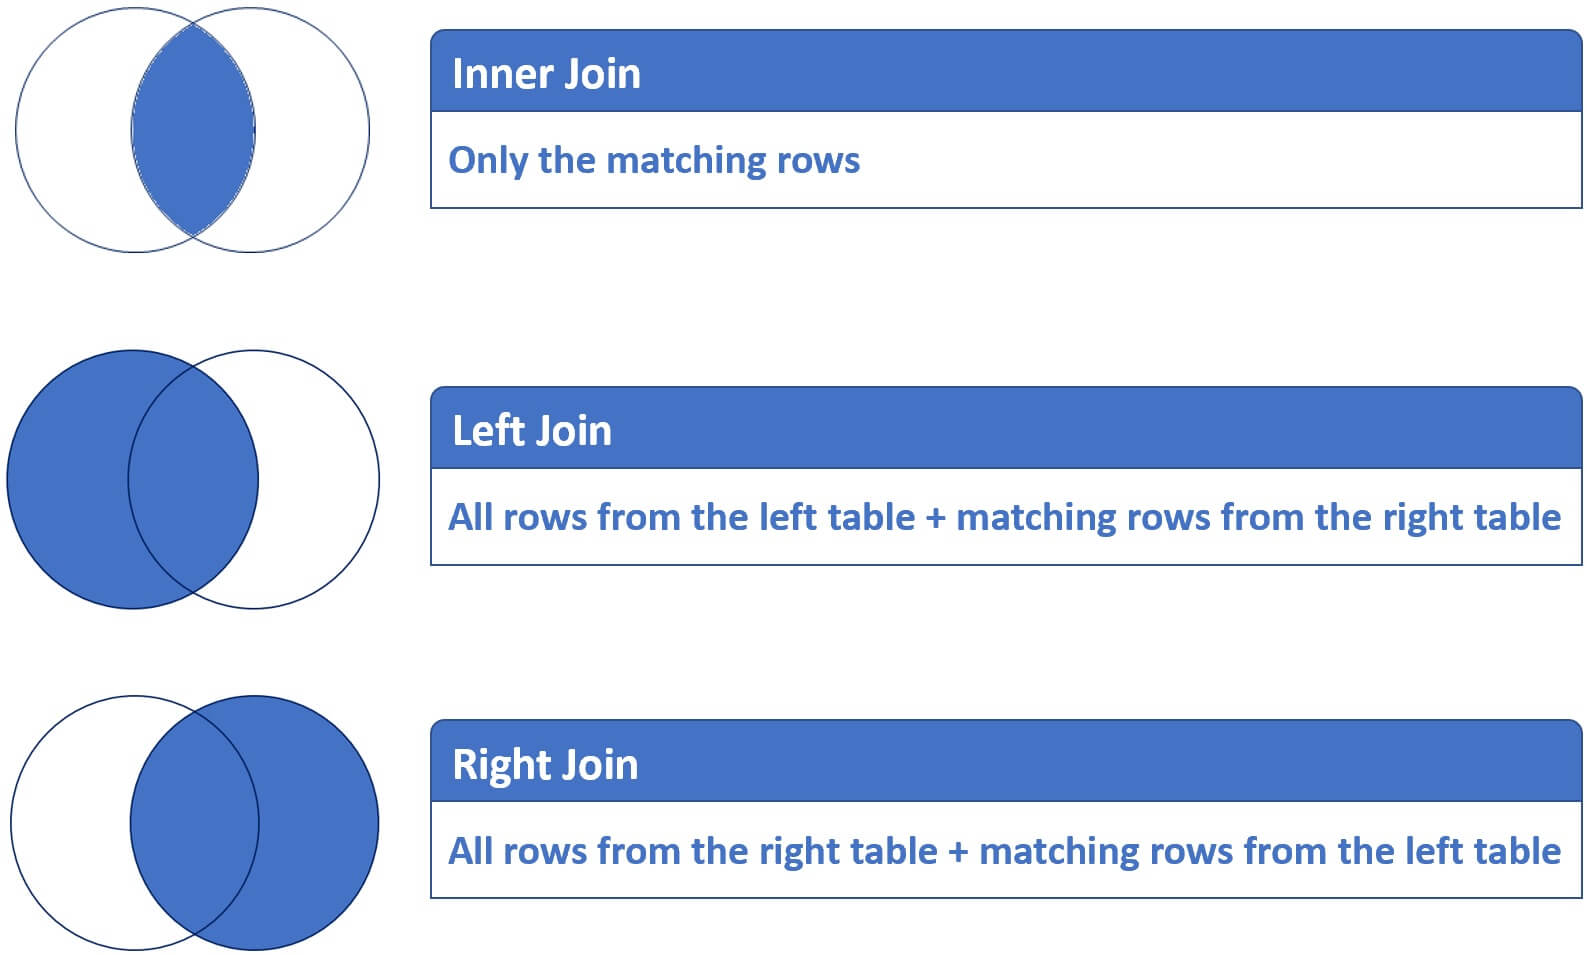 Inner Join
Only the matching rows
Left Join
All rows from the left table + matching rows from the right table
Right Join
All rows from the right table + matching rows from the left table